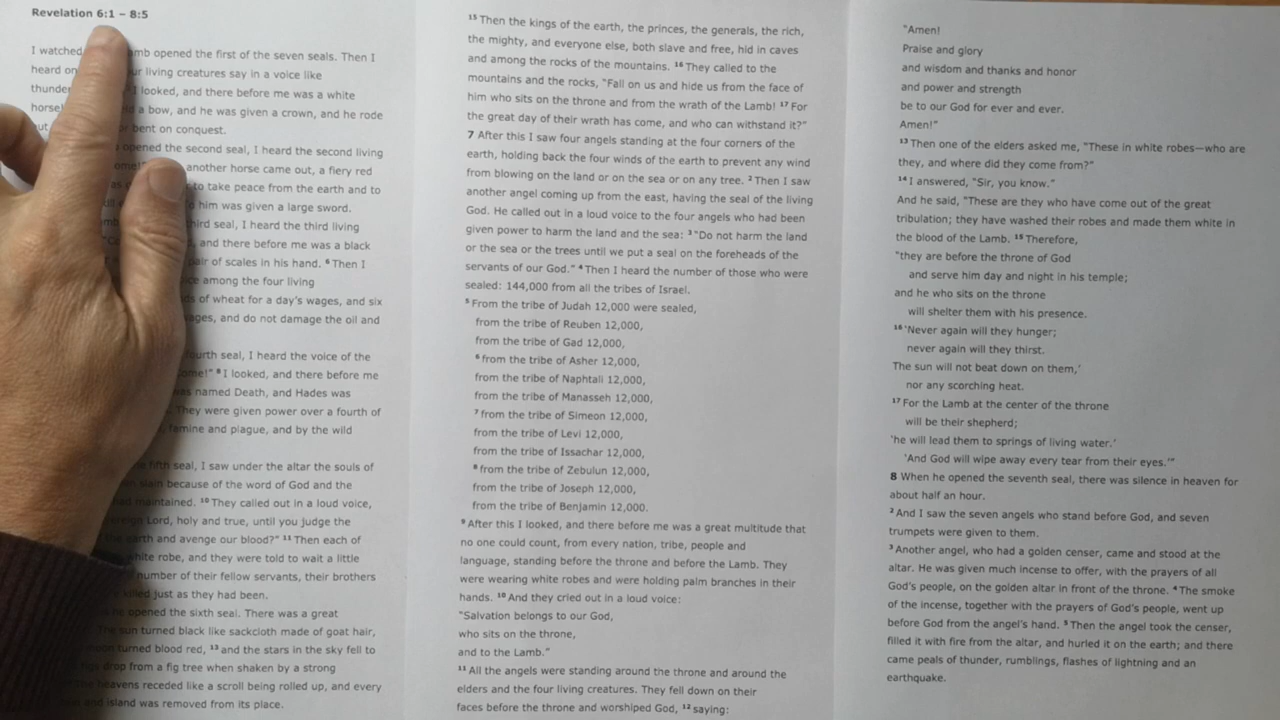 Revelation 6:1 – 8:5
I watched mb opened the first of the seven seals. Then I
heard on ur living creatures say in a voice like
thunder I looked, and there before me was a white
horse! d a bow, and he was given a crown, and he rode
out bent on conquest.
opened the second seal, I heard the second living
ome!" another horse came out, a fiery red
to take peace from the earth and to
him was given a large sword.
hird seal, I heard the third living
, and there before me was a black
pair of scales in his hand. ⁶ Then I
ce among the four living
ds of wheat for a day's wages, and six
ages, and do not damage the oil and
fourth seal, I heard the voice of the
ome!" ⁸ I looked, and there before me
was named Death, and Hades was
They were given power over a fourth of
, famine and plague, and by the wild
fifth seal, I saw under the altar the souls of
slain because of the word of God and the
had maintained. ¹⁰ They called out in a loud voice,
ereign Lord, holy and true, until you judge the
the earth and avenge our blood?" ¹¹ Then each of
white robe, and they were told to wait a little
number of their fellow servants, their brothers
killed just as they had been.
he opened the sixth seal. There was a great
The sun turned black like sackcloth made of goat hair,
moon turned blood red, ¹³ and the stars in the sky fell to
figs drop from a fig tree when shaken by a strong
The heavens receded like a scroll being rolled up, and every
and island was removed from its place.
¹⁵ Then the kings of the earth, the princes, the generals, the rich,
the mighty, and everyone else, both slave and free, hid in caves
and among the rocks of the mountains. ¹⁶ They called to the
mountains and the rocks, "Fall on us and hide us from the face of
him who sits on the throne and from the wrath of the Lamb! ¹⁷ For
the great day of their wrath has come, and who can withstand it?"
7 After this I saw four angels standing at the four corners of the
earth, holding back the four winds of the earth to prevent any wind
from blowing on the land or on the sea or on any tree. ² Then I saw
another angel coming up from the east, having the seal of the living
God. He called out in a loud voice to the four angels who had been
given power to harm the land and the sea: ³ "Do not harm the land
or the sea or the trees until we put a seal on the foreheads of the
servants of our God." ⁴ Then I heard the number of those who were
sealed: 144,000 from all the tribes of Israel.
⁵ From the tribe of Judah 12,000 were sealed,
from the tribe of Reuben 12,000,
from the tribe of Gad 12,000,
⁶ from the tribe of Asher 12,000,
from the tribe of Naphtali 12,000,
from the tribe of Manasseh 12,000,
⁷ from the tribe of Simeon 12,000,
from the tribe of Levi 12,000,
from the tribe of Issachar 12,000,
⁸ from the tribe of Zebulun 12,000,
from the tribe of Joseph 12,000,
from the tribe of Benjamin 12,000.
⁹ After this I looked, and there before me was a great multitude that
no one could count, from every nation, tribe, people and
language, standing before the throne and before the Lamb. They
were wearing white robes and were holding palm branches in their
hands. ¹⁰ And they cried out in a loud voice:
"Salvation belongs to our God,
who sits on the throne,
and to the Lamb."
¹¹ All the angels were standing around the throne and around the
elders and the four living creatures. They fell down on their
faces before the throne and worshiped God, ¹² saying:
"Amen!
Praise and glory
and wisdom and thanks and honor
and power and strength
be to our God for ever and ever.
Amen!"
¹³ Then one of the elders asked me, "These in white robes—who are
they, and where did they come from?"
¹⁴ I answered, "Sir, you know."
And he said, "These are they who have come out of the great
tribulation; they have washed their robes and made them white in
the blood of the Lamb. ¹⁵ Therefore,
"they are before the throne of God
and serve him day and night in his temple;
and he who sits on the throne
will shelter them with his presence.
¹⁶ 'Never again will they hunger;
never again will they thirst.
The sun will not beat down on them,'
nor any scorching heat.
¹⁷ For the Lamb at the center of the throne
will be their shepherd;
'he will lead them to springs of living water.'
'And God will wipe away every tear from their eyes.'"
8 When he opened the seventh seal, there was silence in heaven for
about half an hour.
² And I saw the seven angels who stand before God, and seven
trumpets were given to them.
³ Another angel, who had a golden censer, came and stood at the
altar. He was given much incense to offer, with the prayers of all
God's people, on the golden altar in front of the throne. ⁴ The smoke
of the incense, together with the prayers of God's people, went up
before God from the angel's hand. ⁵ Then the angel took the censer,
filled it with fire from the altar, and hurled it on the earth; and there
came peals of thunder, rumblings, flashes of lightning and an
earthquake.